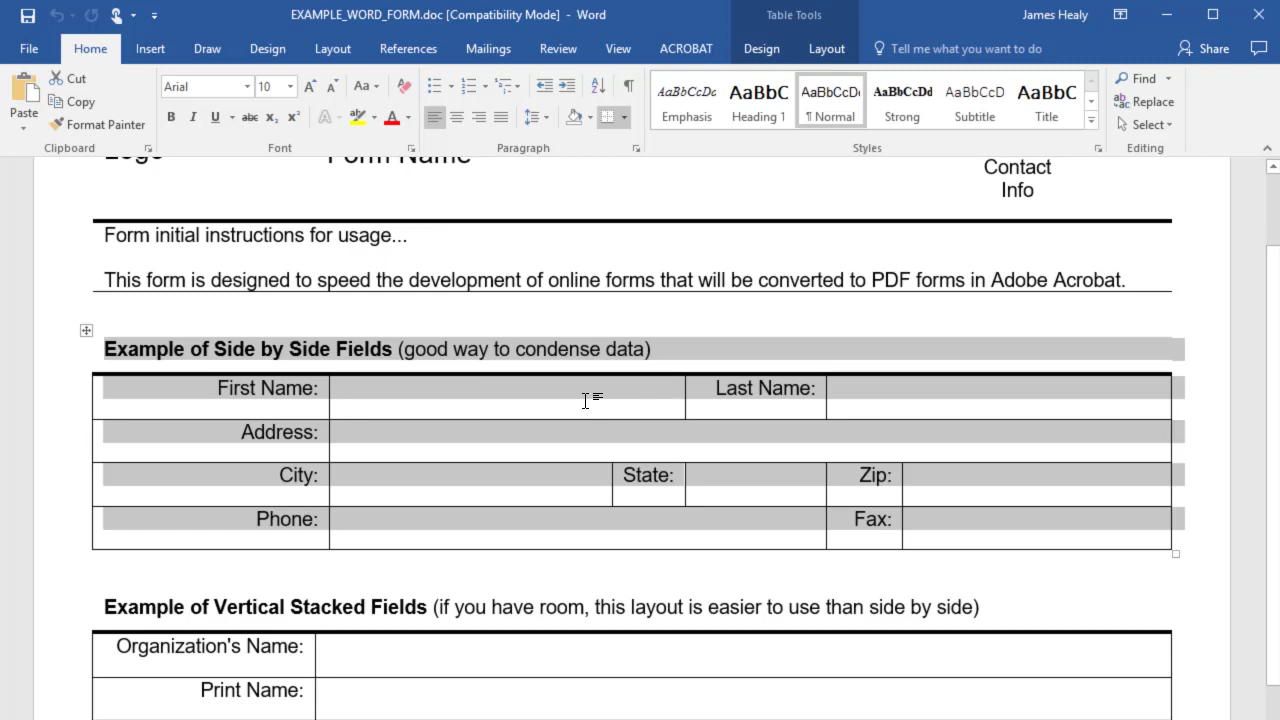 EXAMPLE_WORD_FORM.doc [Compatibility Mode] - Word
Table Tools
James Healy
File Home Insert Draw Design Layout References Mailings Review View ACROBAT Design Layout Tell me what you want to do Share
Paste
Cut
Copy
Format Painter
Clipboard
Arial 10
B I U abc X₂ X²
Font
Paragraph
AaBbCcDc AaBbC AaBbCcDc AaBbCcDd AaBbCcD AaBbC
Emphasis Heading 1 ¶ Normal Strong Subtitle Title
Styles
Find
Replace
Select
Editing
Logo Form Name
Contact
Info
Form initial instructions for usage...
This form is designed to speed the development of online forms that will be converted to PDF forms in Adobe Acrobat.
Example of Side by Side Fields (good way to condense data)
First Name: Last Name:
Address:
City: State: Zip:
Phone: Fax:
Example of Vertical Stacked Fields (if you have room, this layout is easier to use than side by side)
Organization's Name:
Print Name: